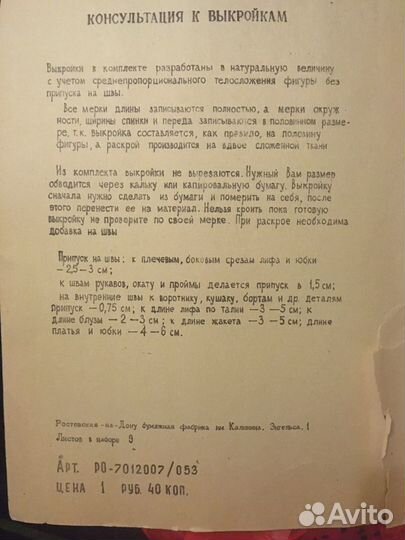 КОНСУЛЬТАЦИЯ К ВЫКРОЙКАМ
Выкройки в комплекте разработаны в натуральную величину
с учетом среднепропорционального телосложения фигуры без
припуска на швы.
Все мерки длины записываются полностью, а мерки окруж-
ности, ширины спинки и переда записываются в половинном разме-
ре, т.к. выкройка составляется, как правило, на половину
фигуры, а раскрой производится на вдвое сложенной ткани
Из комплекта выкройки не вырезаются. Нужный Вам размер
обводится через кальку или капировальную бумагу. Выкройку
сначала нужно сделать из бумаги и померить на себя, после
этого перенести ее на материал. Нельзя кроить пока готовую
выкройку не проверите по своей мерке. При раскрое необходима
добавка на швы
Припуск на швы: к плечевым, боковым срезам лифа и юбки
— 2,5 — 3 см;
к швам рукавов, окату и проймы делается припуск в 1,5 см;
на внутренние швы к воротнику, кушаку, бортам и др. деталям
припуск — 0,75 см; к длине лифа по талии — 3 — 5 см; к
длине блузы — 2 — 3 см; к длине жакета — 3 — 5 см; длине
платья и юбки — 4 — 6 см.
Ростовская-на-Дону бумажная фабрика им Калинина. Энгельса, 1
Листов в наборе 9
АРТ. РО-7012007/053
ЦЕНА 1 РУБ. 40 КОП.
Avito